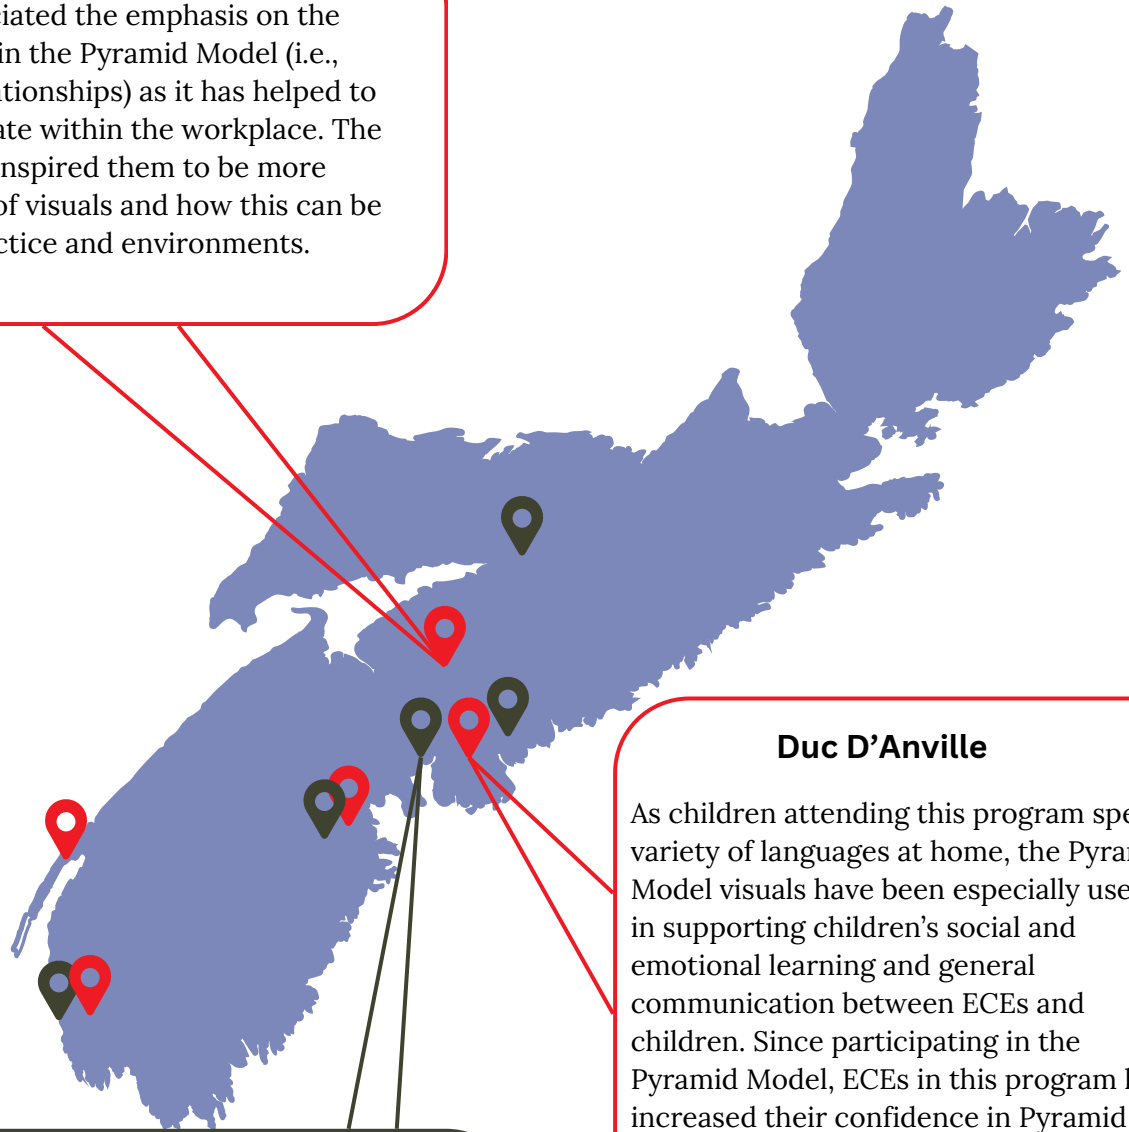 ciated the emphasis on the
in the Pyramid Model (i.e.,
tionships) as it has helped to
ate within the workplace. The
nspired them to be more
of visuals and how this can be
ctice and environments.
Duc D’Anville
As children attending this program spe
variety of languages at home, the Pyra
Model visuals have been especially use
in supporting children’s social and
emotional learning and general
communication between ECEs and
children. Since participating in the
Pyramid Model, ECEs in this program
increased their confidence in Pyramid